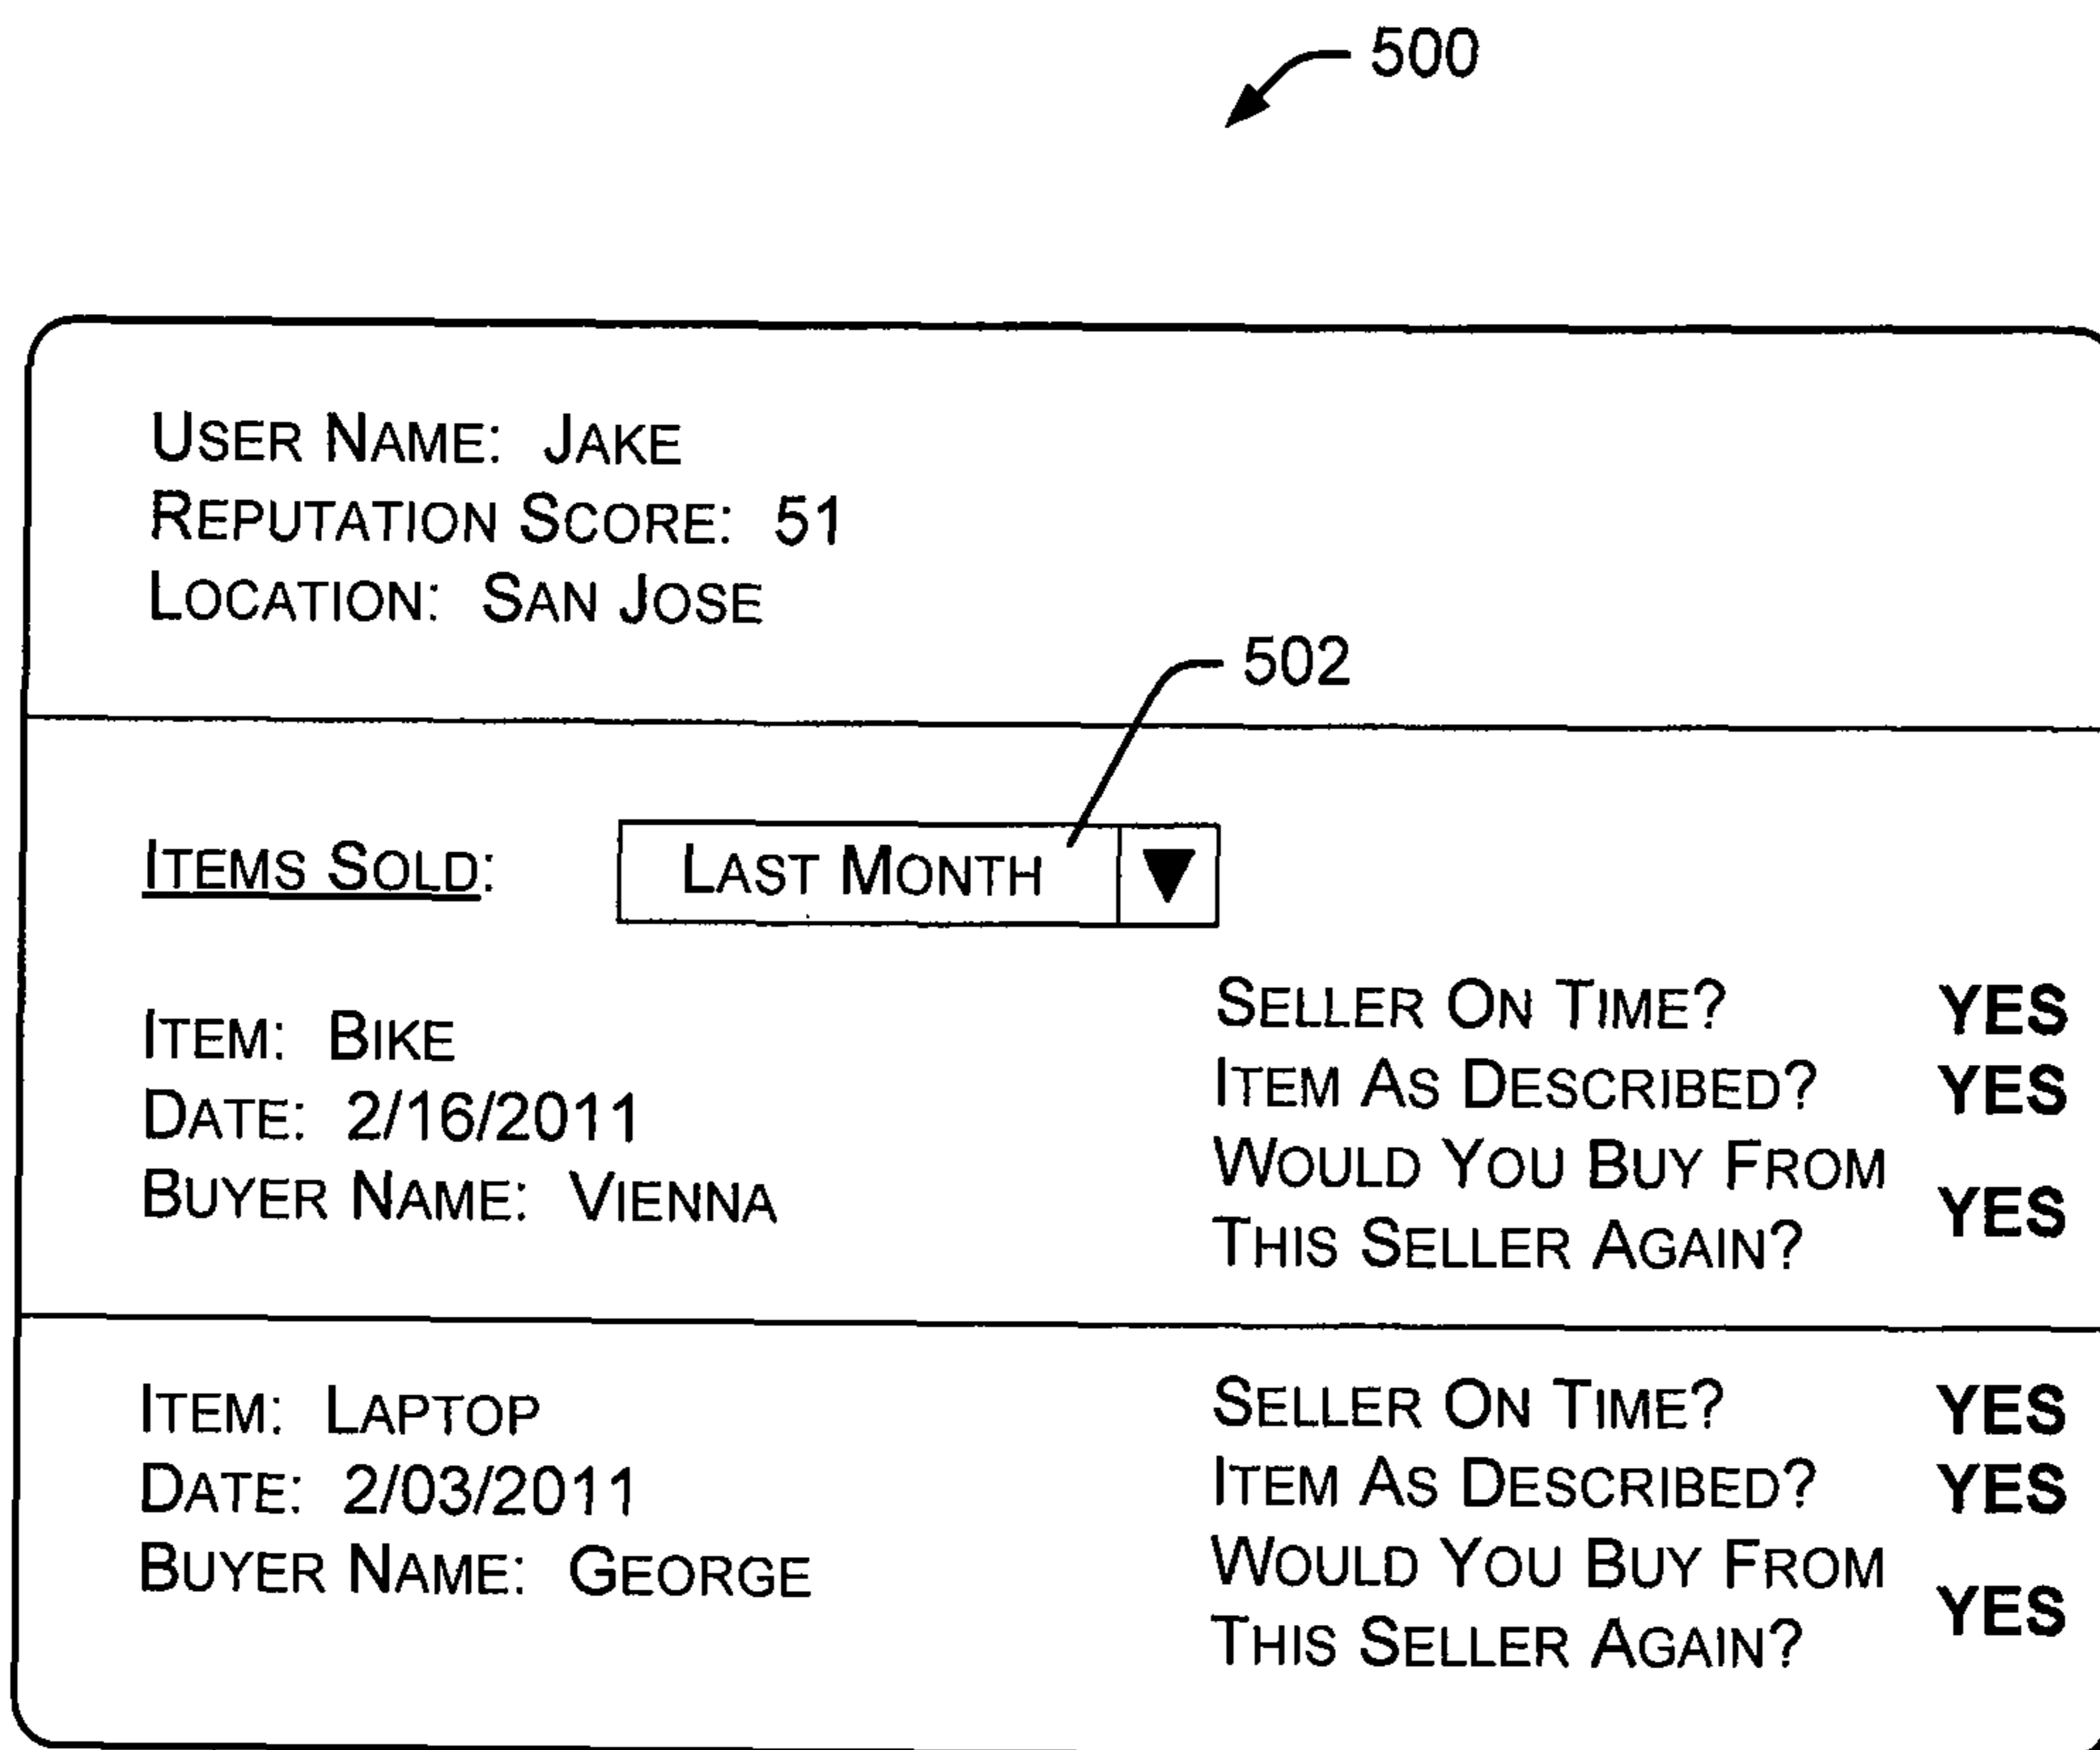 500
USER NAME: JAKE
REPUTATION SCORE: 51
LOCATION: SAN JOSE
502
ITEMS SOLD:
LAST MONTH
ITEM: BIKE
DATE: 2/16/2011
BUYER NAME: VIENNA
SELLER ON TIME? YES
ITEM AS DESCRIBED? YES
WOULD YOU BUY FROM
THIS SELLER AGAIN? YES
ITEM: LAPTOP
DATE: 2/03/2011
BUYER NAME: GEORGE
SELLER ON TIME? YES
ITEM AS DESCRIBED? YES
WOULD YOU BUY FROM
THIS SELLER AGAIN? YES